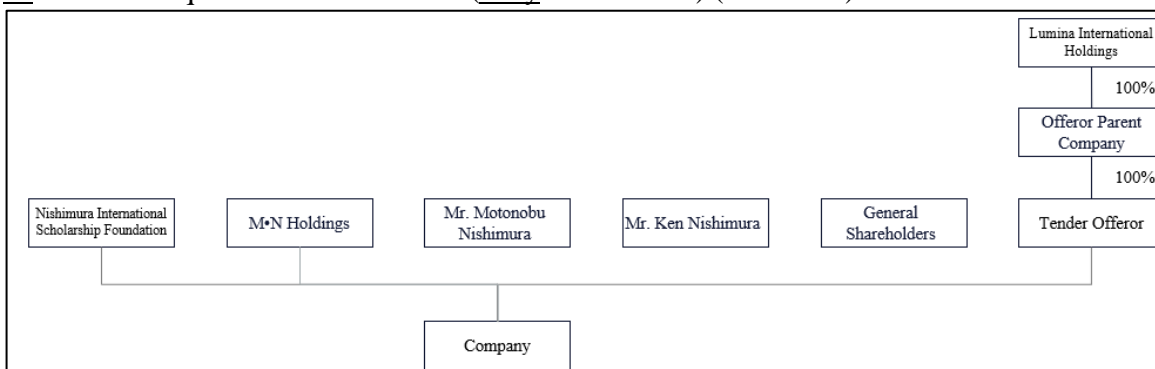 Lumina International
Holdings
100%
Offeror Parent
Company
100%
Nishimura International
Scholarship Foundation
M•N Holdings
Mr. Motonobu
Nishimura
Mr. Ken Nishimura
General
Shareholders
Tender Offeror
Company